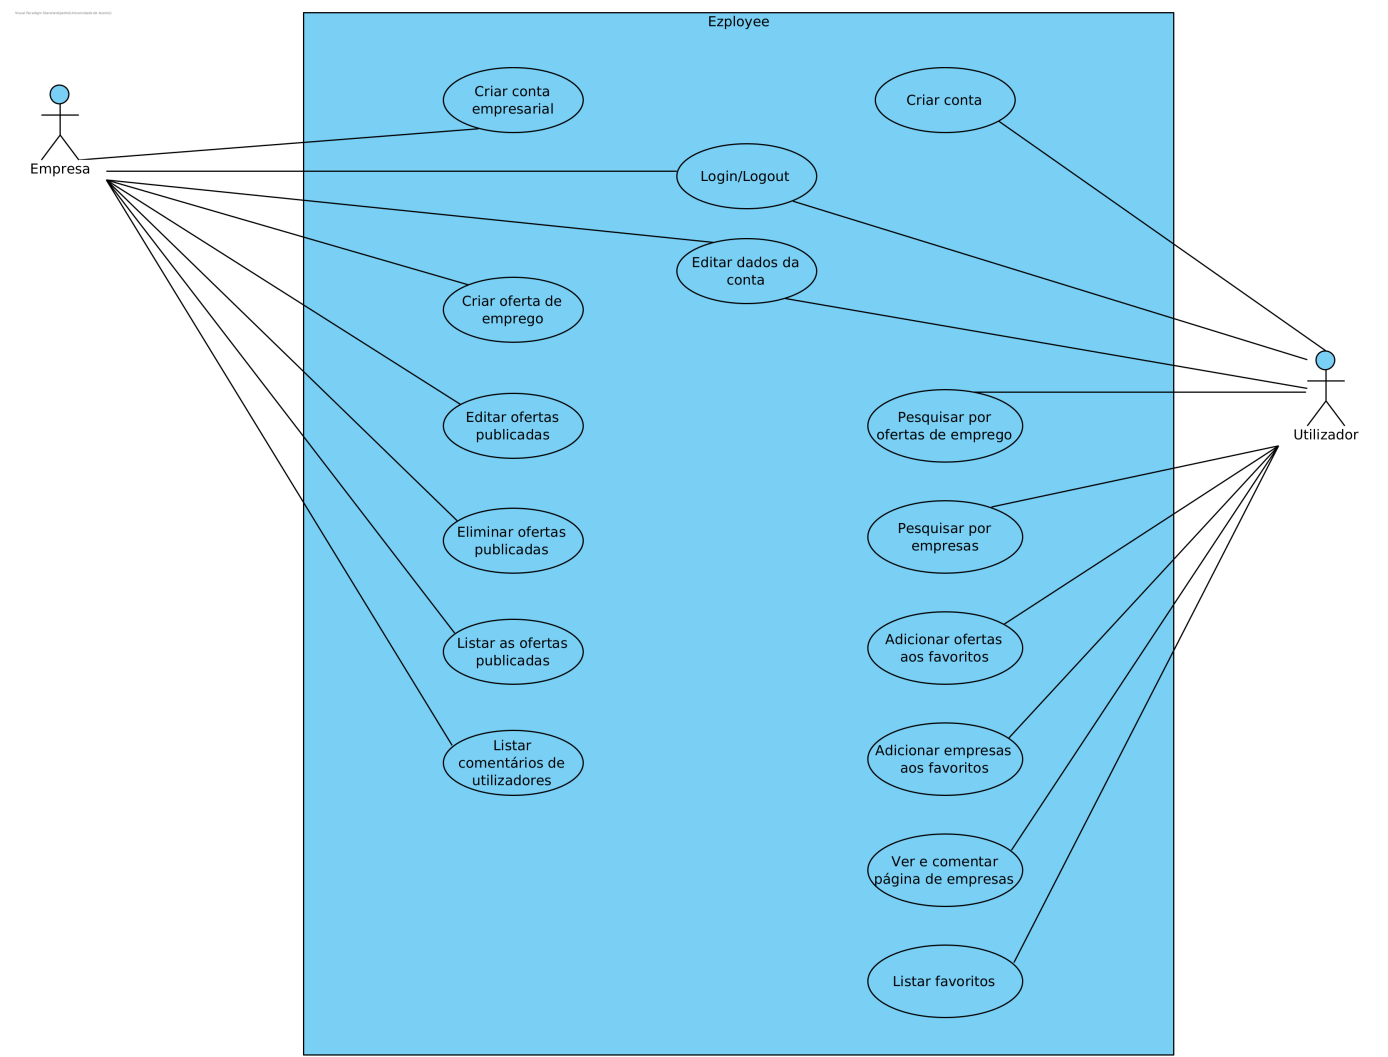 Ezployee
Criar conta
empresarial
Criar conta
Empresa
Login/Logout
Editar dados da
conta
Criar oferta de
emprego
Editar ofertas
publicadas
Pesquisar por
ofertas de emprego
Utilizador
Eliminar ofertas
publicadas
Pesquisar por
empresas
Listar as ofertas
publicadas
Adicionar ofertas
aos favoritos
Listar
comentários de
utilizadores
Adicionar empresas
aos favoritos
Ver e comentar
página de empresas
Listar favoritos